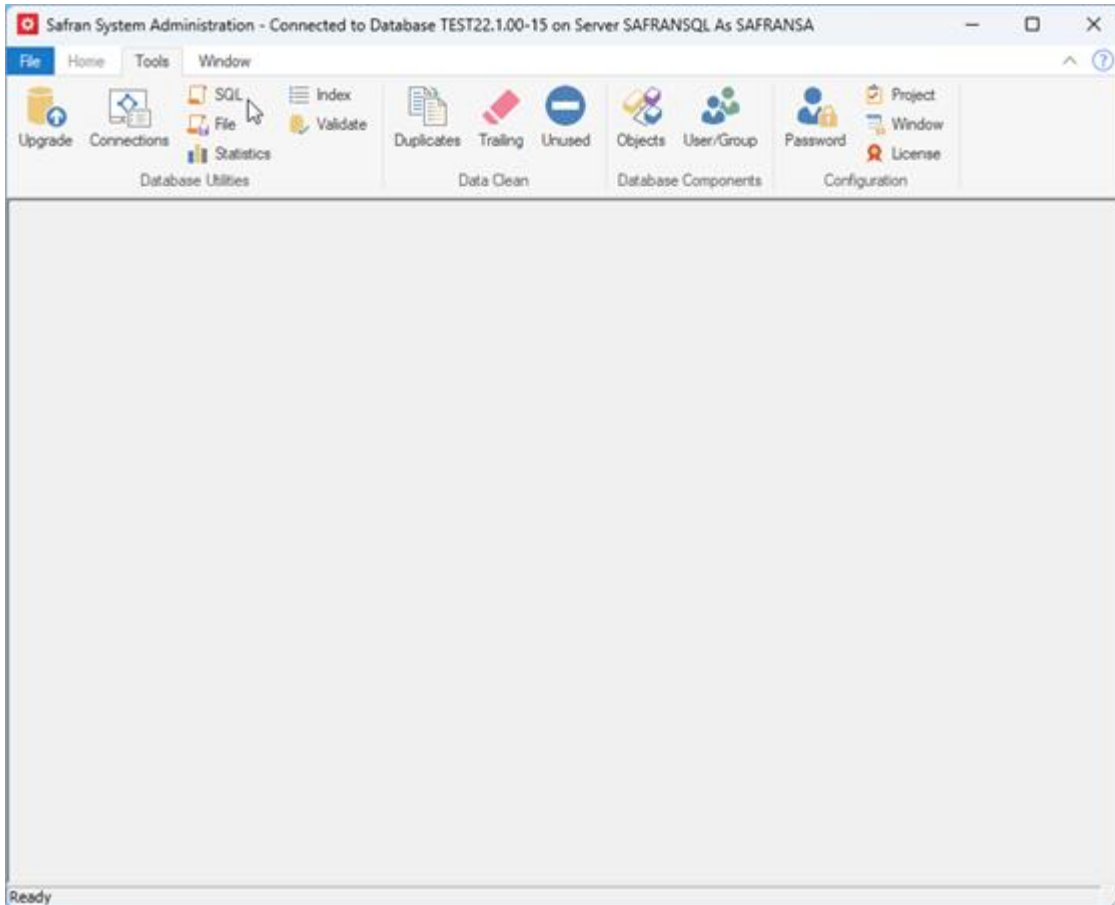 Safran System Administration - Connected to Database TEST22.1.00-15 on Server SAFRANSQL As SAFRANSA
File Home Tools Window
SQL Index Project
File Validate Window
Upgrade Connections Duplicates Trailing Unused Objects User/Group Password
Statistics License
Database Utilities Data Clean Database Components Configuration
Ready